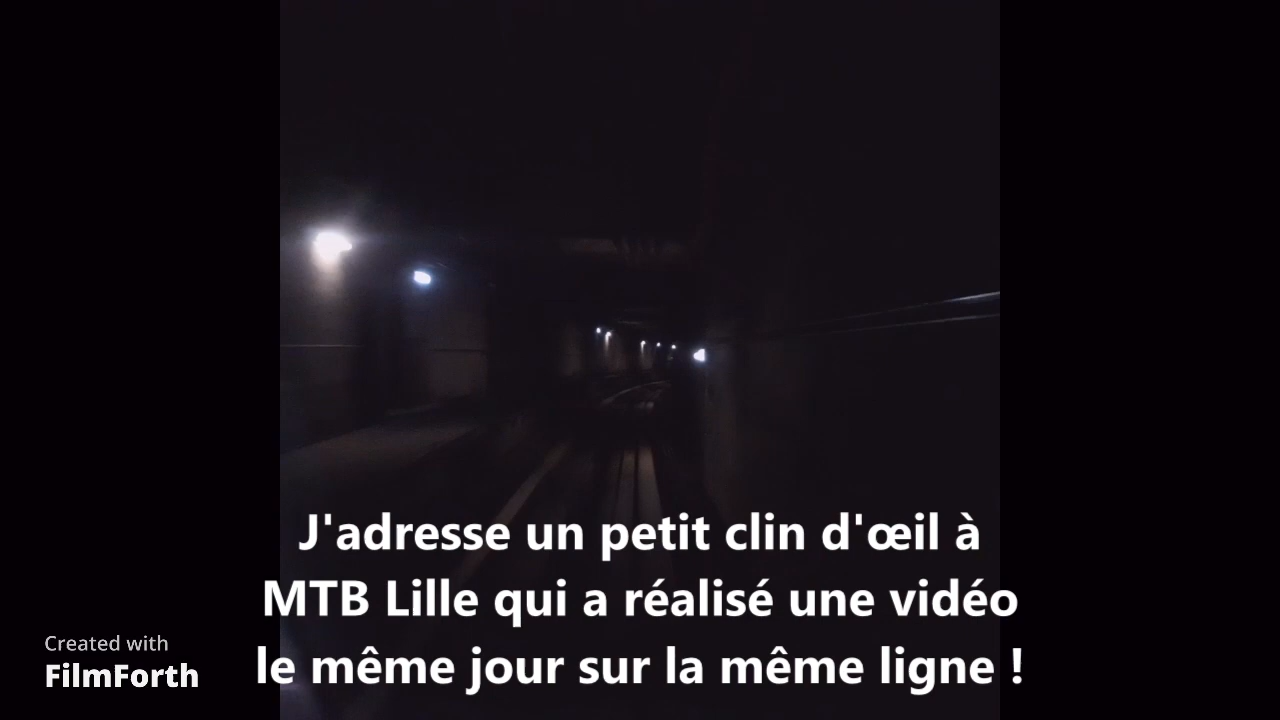 J'adresse un petit clin d'œil à
MTB Lille qui a réalisé une vidéo
le même jour sur la même ligne !
Created with
FilmForth